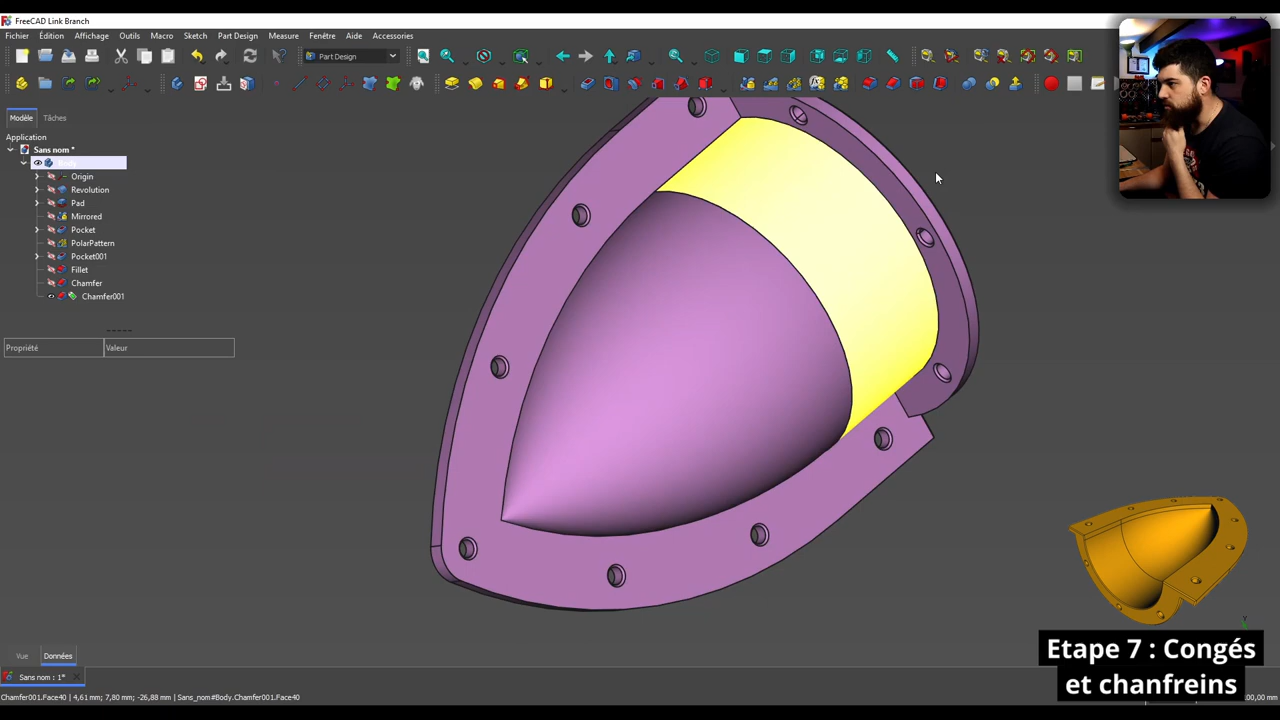 FreeCAD Link Branch
Fichier Édition Affichage Outils Macro Sketch Part Design Measure Fenêtre Aide Accessories
Part Design
Modèle Tâches
Application
Sans nom *
Body
Origin
Revolution
Pad
Mirrored
Pocket
PolarPattern
Pocket001
Fillet
Chamfer
Chamfer001
Propriété Valeur
Vue Données
Sans nom : 1*
Etape 7 : Congés
et chanfreins
Chamfer001.Face40 | 4,61 mm; 7,80 mm; -26,88 mm | Sans_nom#Body.Chamfer001.Face40